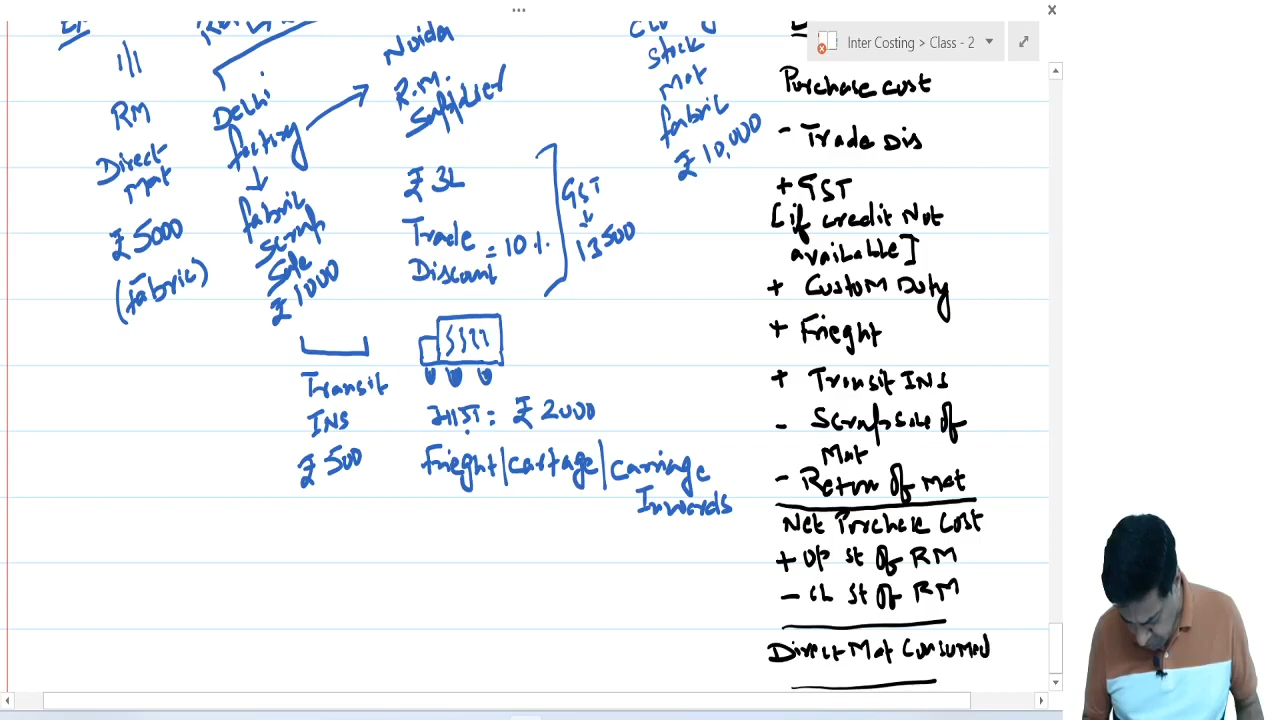 Inter Costing > Class - 2
1/1
RM
Direct
Mat
₹5000
(fabric)
Delhi
factory
fabric
scrap
Sale
₹1000
Noida
R.M.
Supplier
₹3L
Trade
Discount = 10%
GST
13500
stock
mat
fabric
₹10,000
Transit
INS
₹500
भाड़ा = ₹2000
Frieght/cartage/carriage
Inwards
Purchase cost
- Trade Dis
+ GST
[if credit Not
available]
+ Custom Duty
+ Frieght
+ Transit INS
- Scrap sale of
Mat
- Return of mat
Net Purchase Cost
+ OP st of RM
- CL st of RM
Direct Mat Consumed